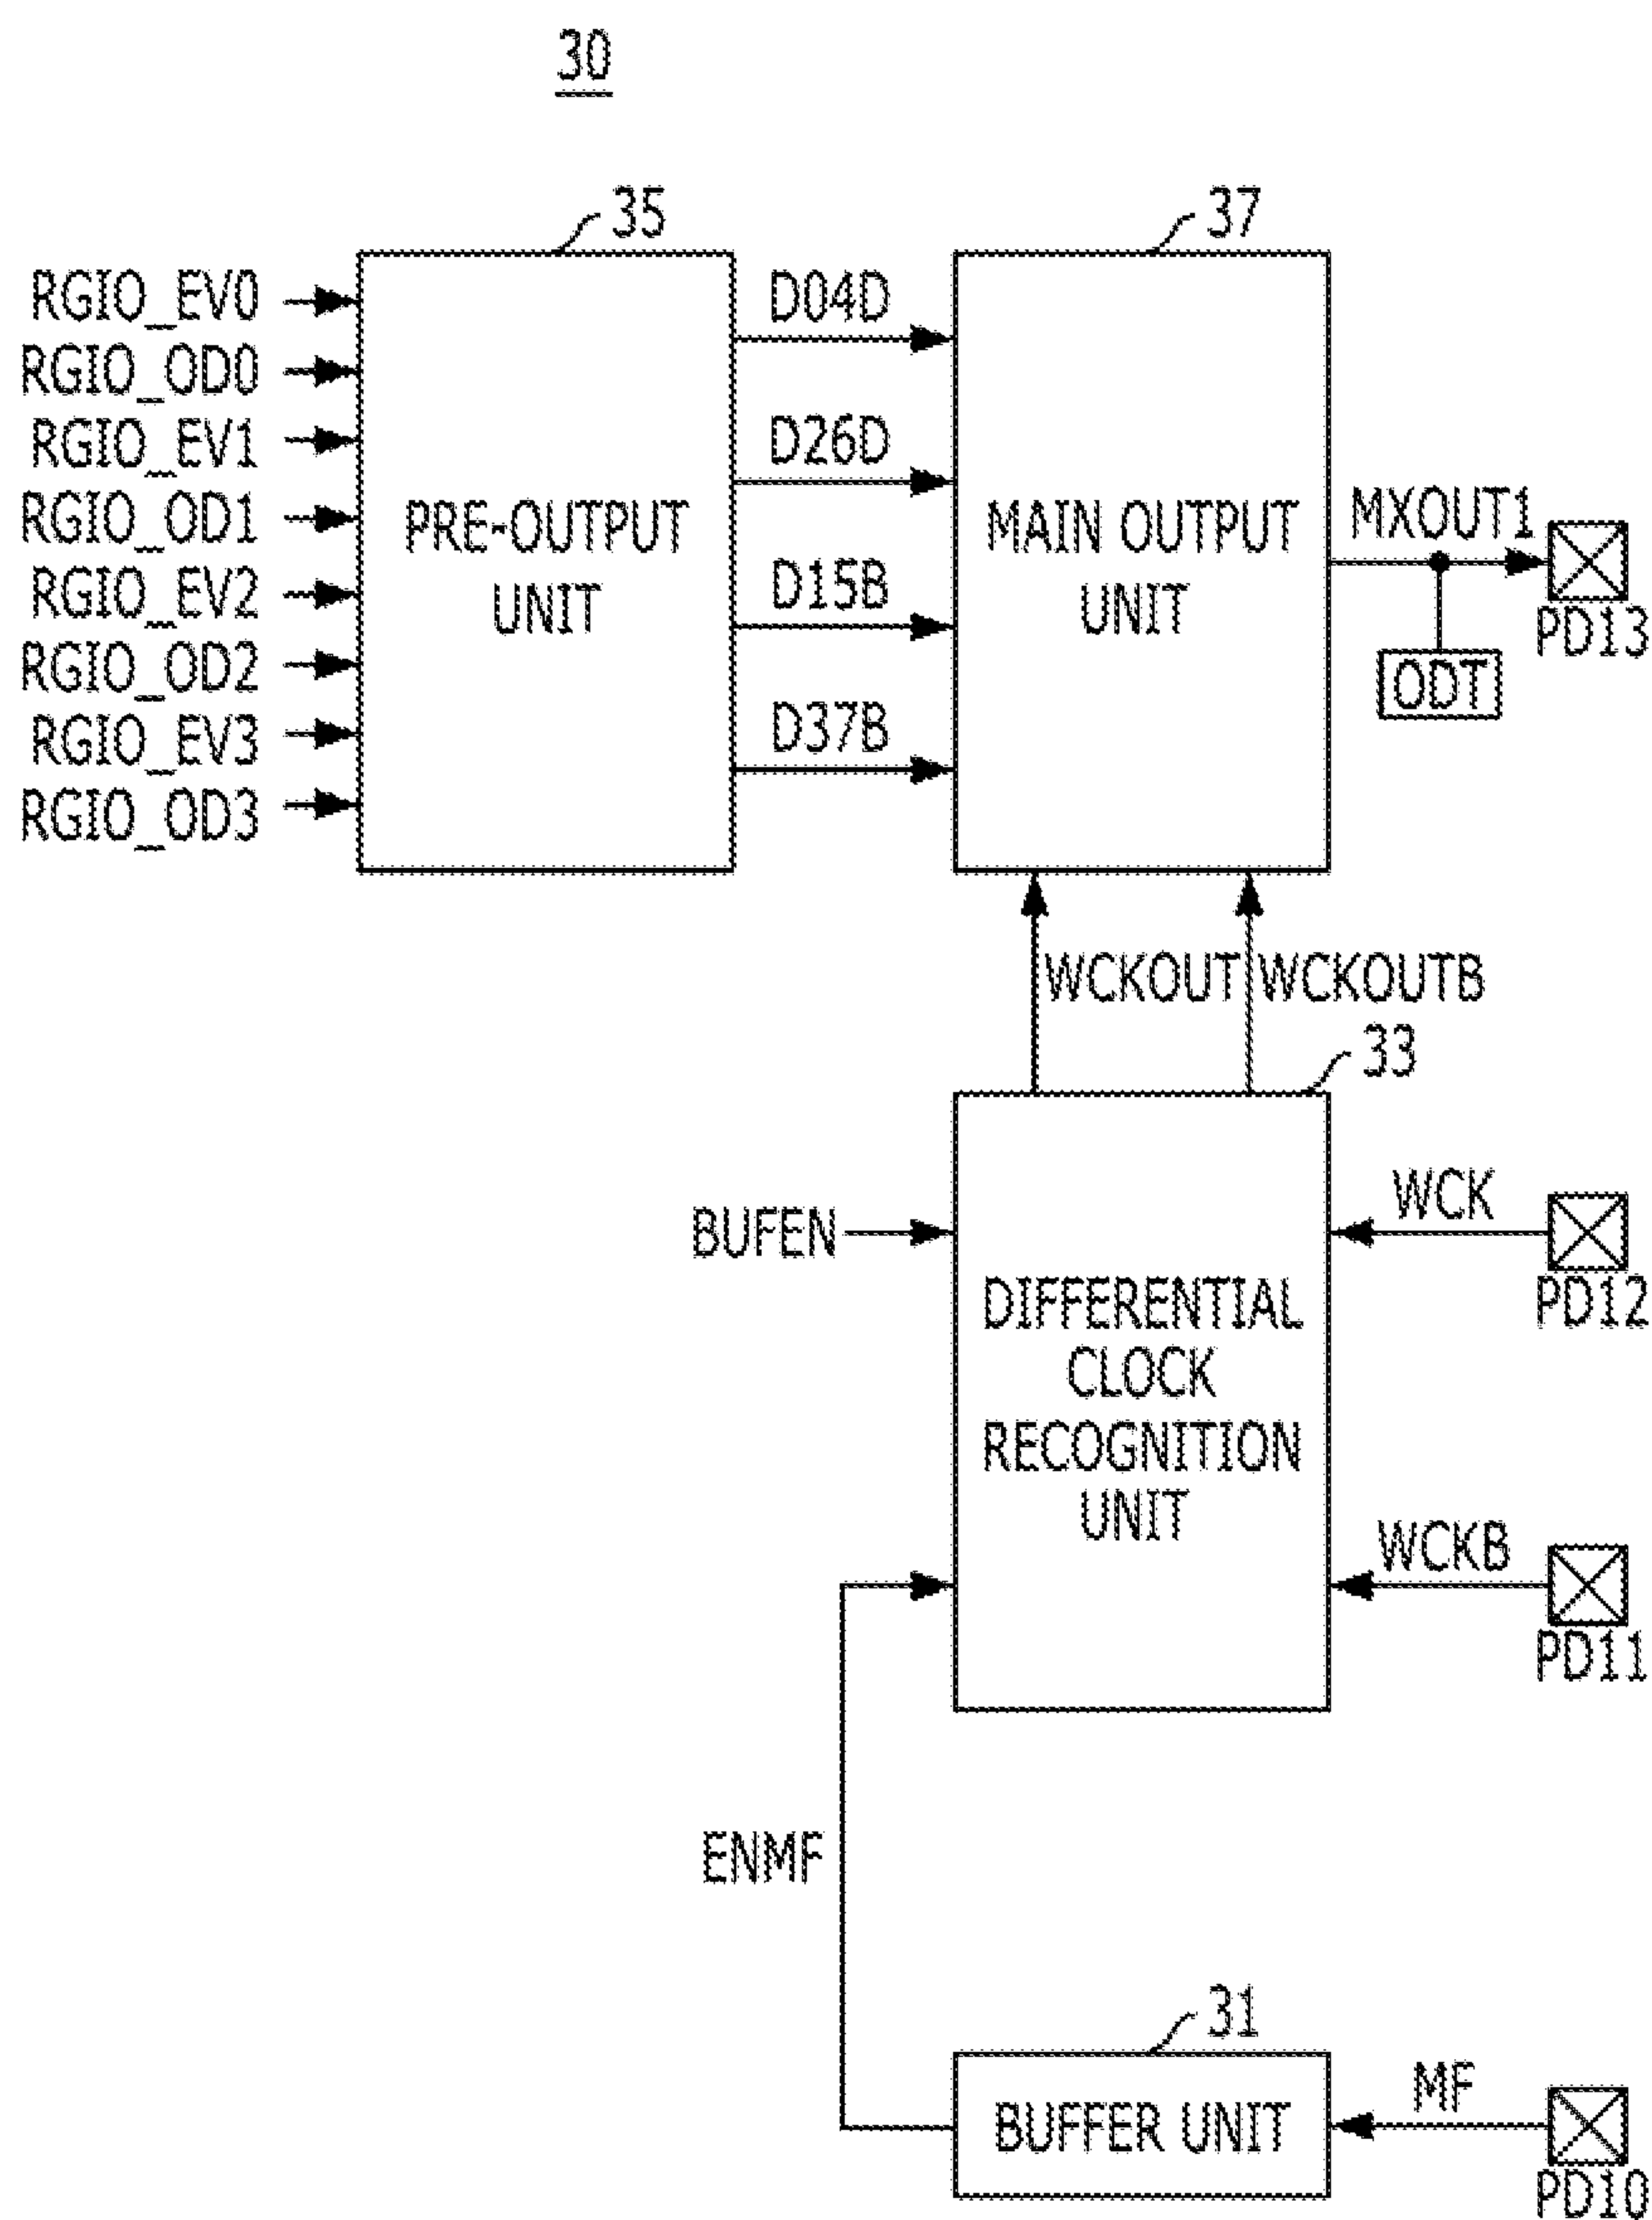 30
35
37
RGIO_EV0
RGIO_OD0
RGIO_EV1
RGIO_OD1
RGIO_EV2
RGIO_OD2
RGIO_EV3
RGIO_OD3
PRE-OUTPUT
UNIT
D04D
D26D
D15B
D37B
MAIN OUTPUT
UNIT
MXOUT1
PD13
ODT
WCKOUT
WCKOUTB
33
BUFEN
DIFFERENTIAL
CLOCK
RECOGNITION
UNIT
WCK
PD12
WCKB
PD11
ENMF
31
BUFFER UNIT
MF
PD10